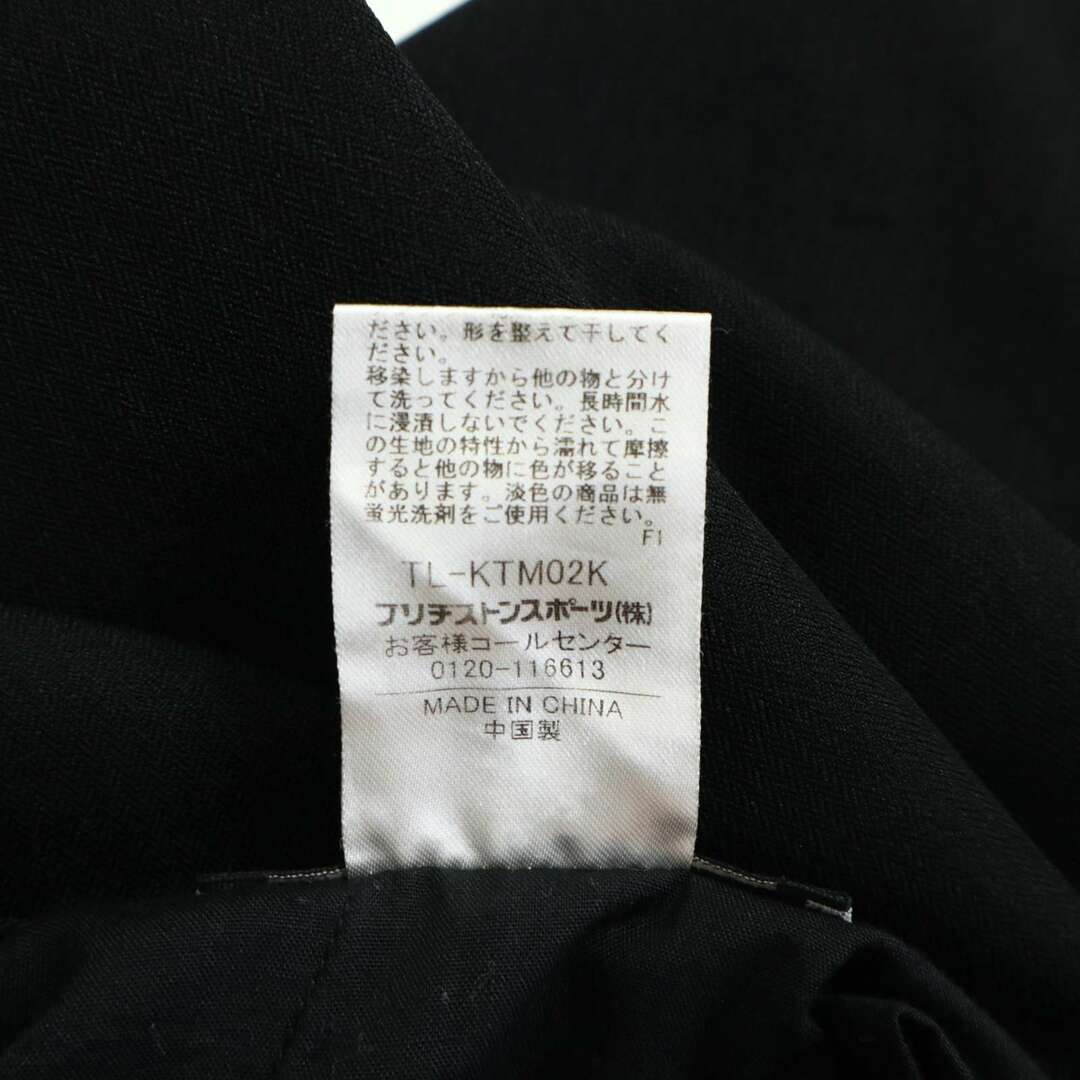 ださい。形を整えて干してく
ださい。
移染しますから他の物と分け
て洗ってください。長時間水
に浸漬しないでください。こ
の生地の特性から濡れて摩擦
すると他の物に色が移ること
があります。淡色の商品は無
蛍光洗剤をご使用ください。
F1
TL-KTM02K
ブリヂストンスポーツ(株)
お客様コールセンター
0120-116613
MADE IN CHINA
中国製